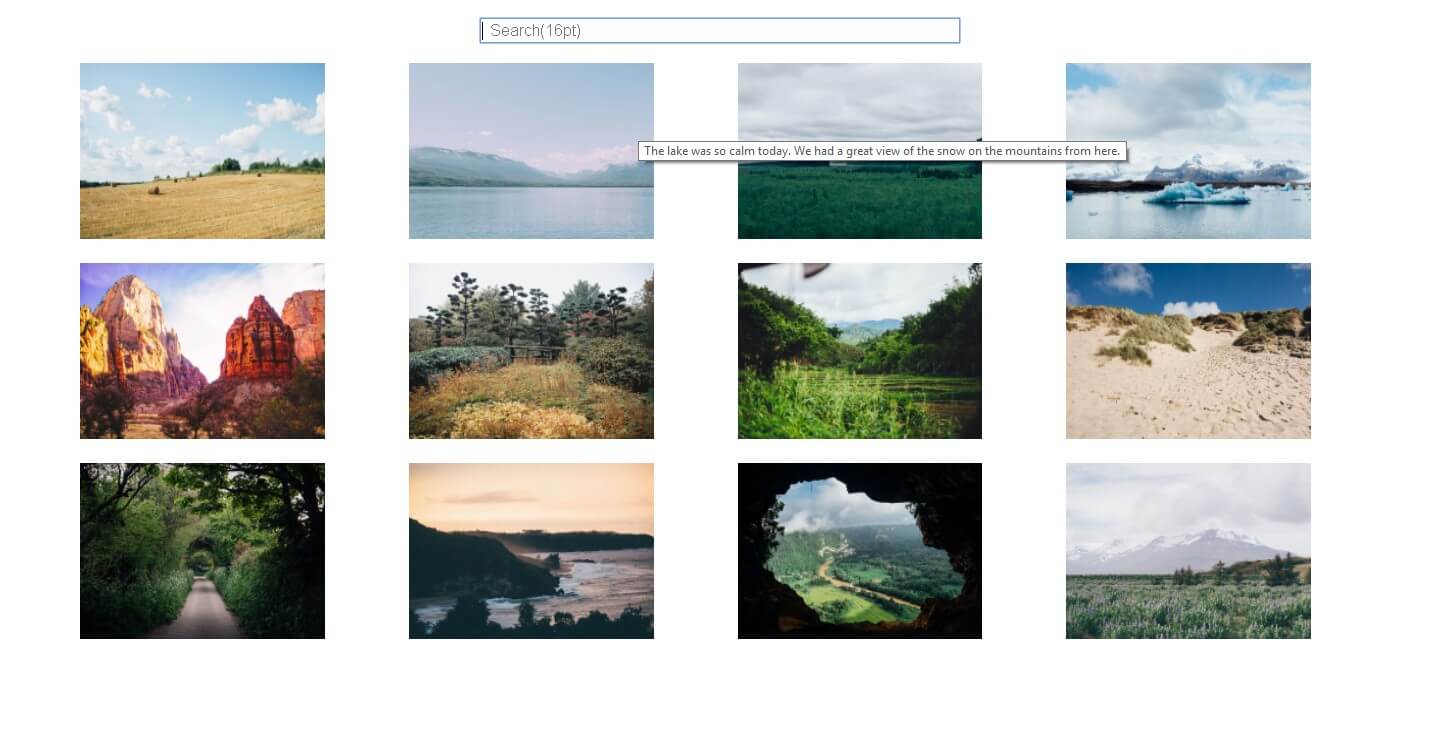 Search(16pt)
The lake was so calm today. We had a great view of the snow on the mountains from here.